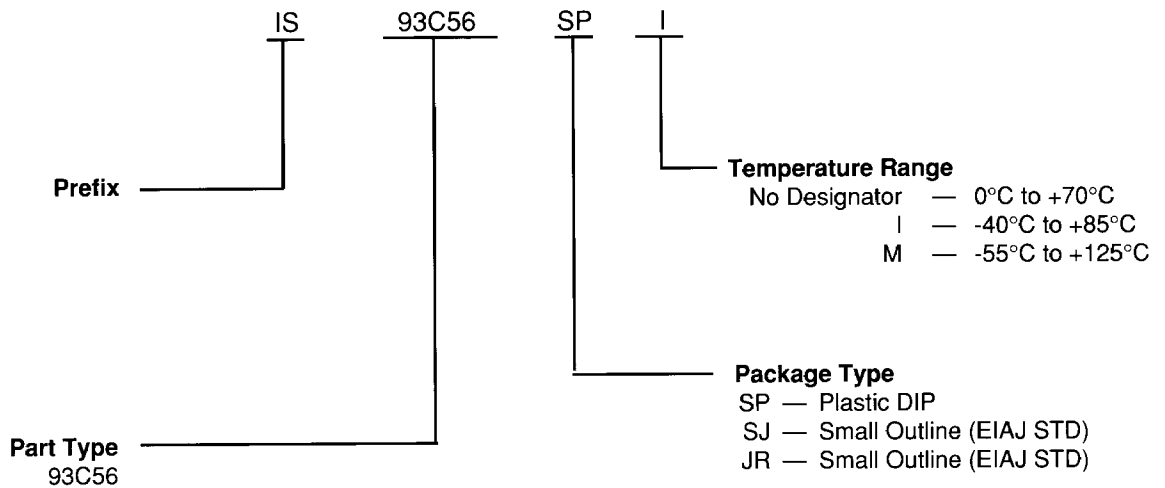 IS 93C56 SP I
Prefix
Temperature Range
No Designator — 0°C to +70°C
I — -40°C to +85°C
M — -55°C to +125°C
Package Type
SP — Plastic DIP
SJ — Small Outline (EIAJ STD)
JR — Small Outline (EIAJ STD)
Part Type
93C56